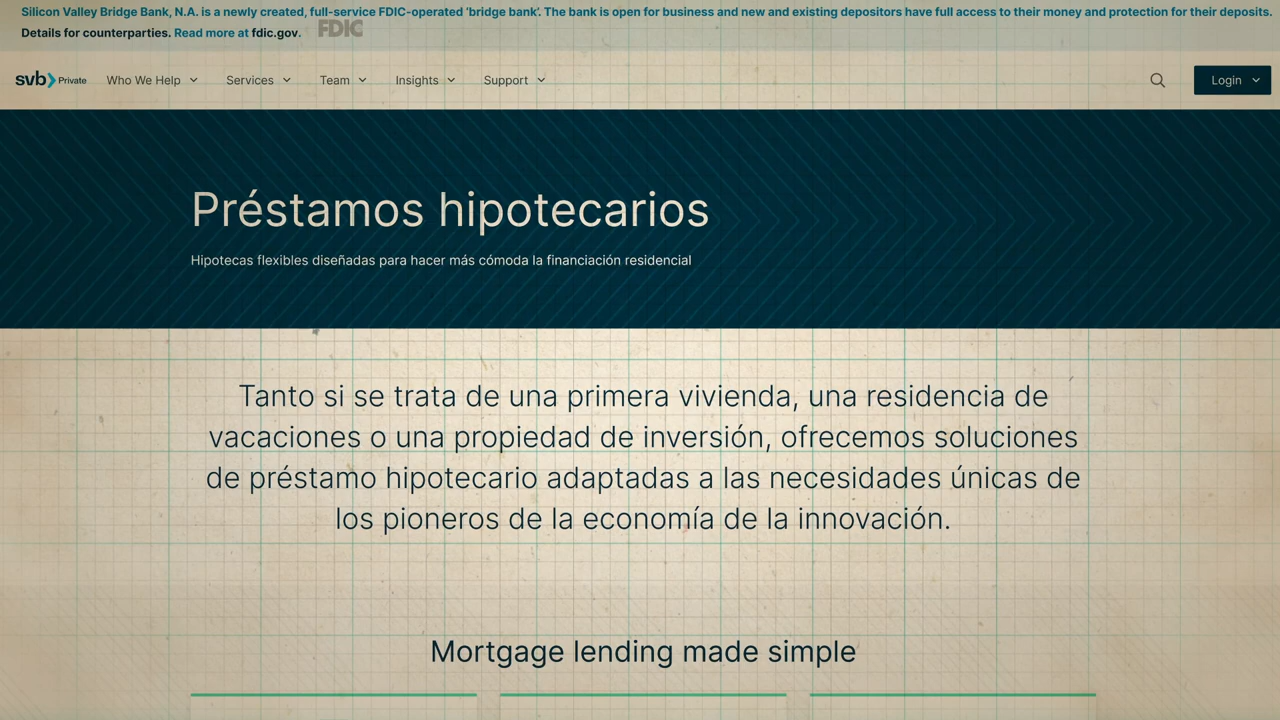 Silicon Valley Bridge Bank, N.A. is a newly created, full-service FDIC-operated 'bridge bank'. The bank is open for business and new and existing depositors have full access to their money and protection for their deposits.
Details for counterparties. Read more at fdic.gov. FDIC
svb Private Who We Help Services Team Insights Support Login
Préstamos hipotecarios
Hipotecas flexibles diseñadas para hacer más cómoda la financiación residencial
Tanto si se trata de una primera vivienda, una residencia de
vacaciones o una propiedad de inversión, ofrecemos soluciones
de préstamo hipotecario adaptadas a las necesidades únicas de
los pioneros de la economía de la innovación.
Mortgage lending made simple